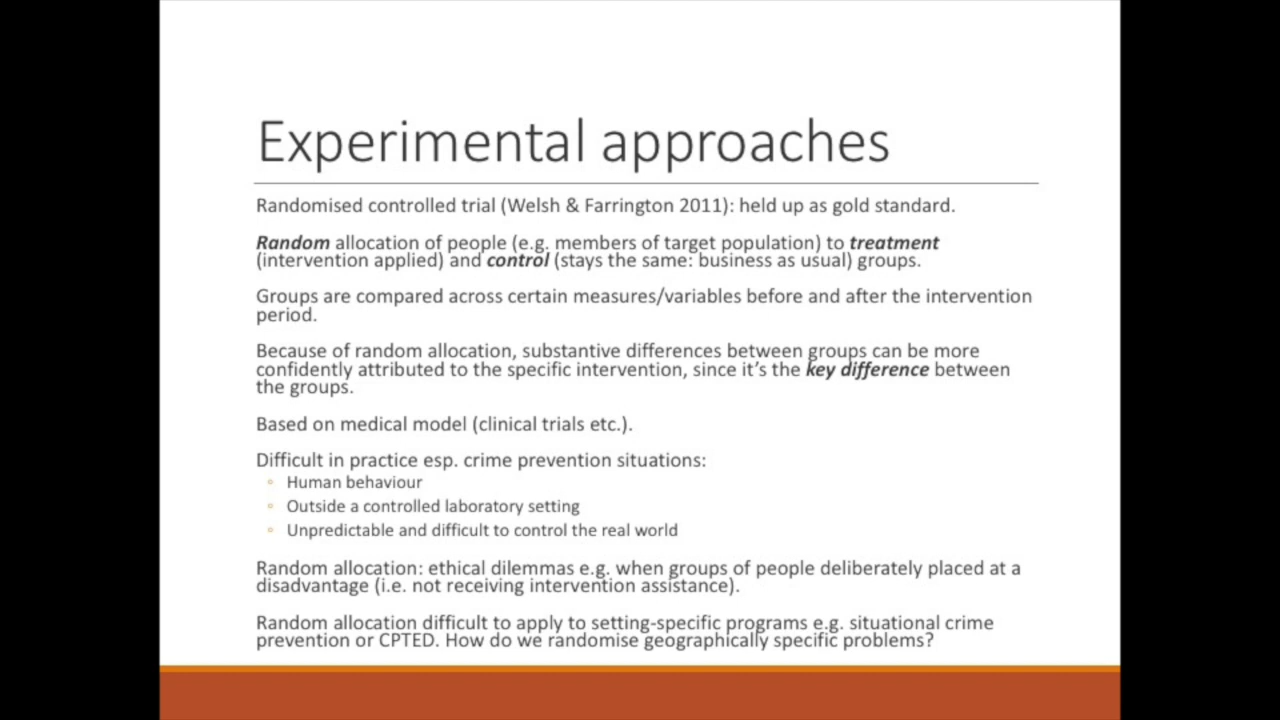 Experimental approaches
Randomised controlled trial (Welsh & Farrington 2011): held up as gold standard.
Random allocation of people (e.g. members of target population) to treatment
(intervention applied) and control (stays the same: business as usual) groups.
Groups are compared across certain measures/variables before and after the intervention
period.
Because of random allocation, substantive differences between groups can be more
confidently attributed to the specific intervention, since it's the key difference between
the groups.
Based on medical model (clinical trials etc.).
Difficult in practice esp. crime prevention situations:
◦ Human behaviour
◦ Outside a controlled laboratory setting
◦ Unpredictable and difficult to control the real world
Random allocation: ethical dilemmas e.g. when groups of people deliberately placed at a
disadvantage (i.e. not receiving intervention assistance).
Random allocation difficult to apply to setting-specific programs e.g. situational crime
prevention or CPTED. How do we randomise geographically specific problems?